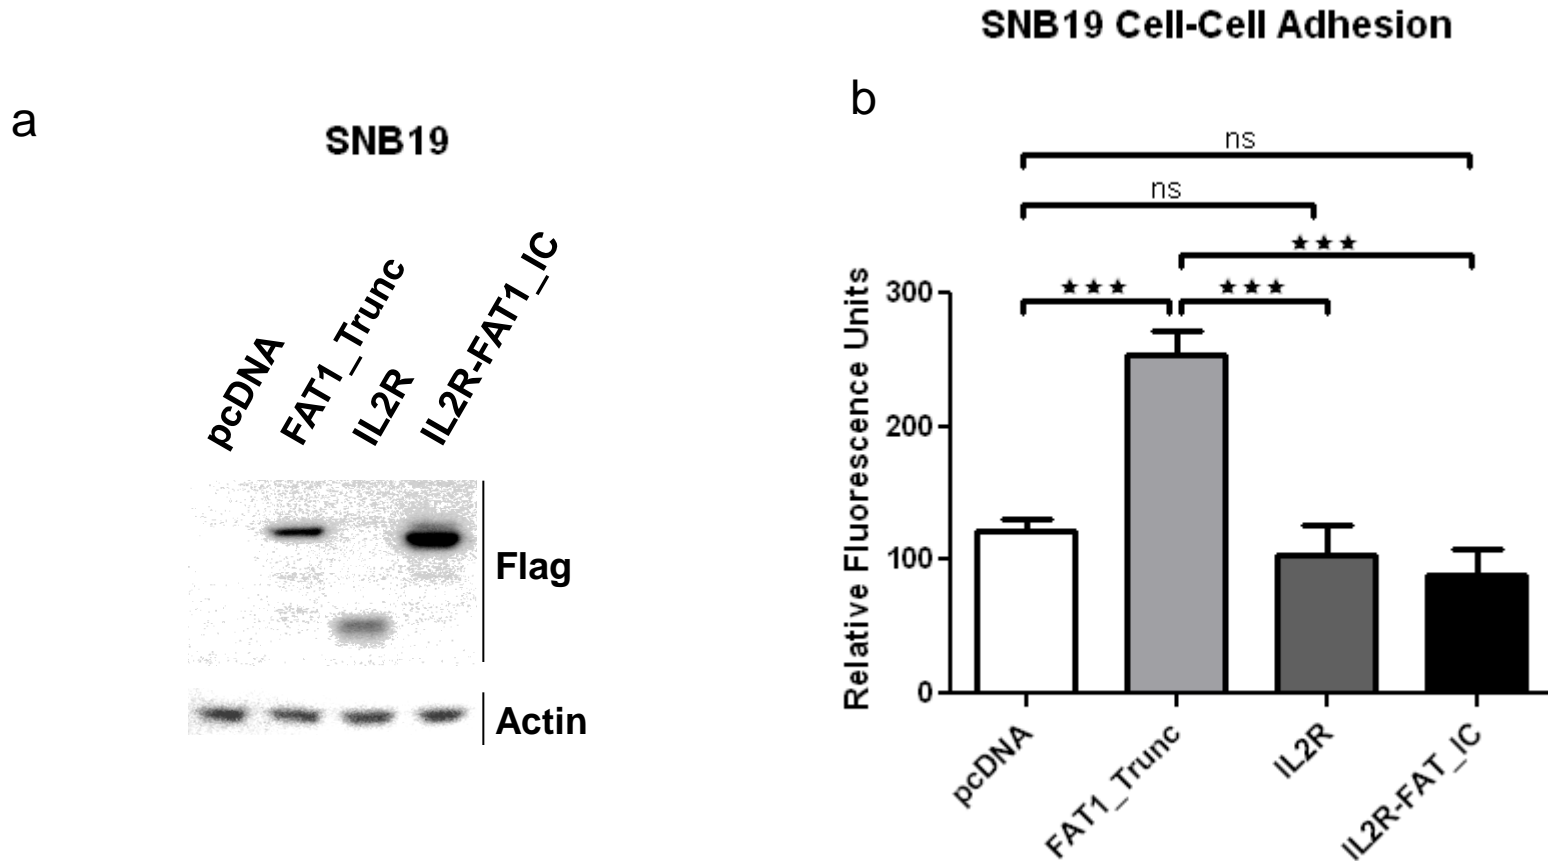 a
SNB19
pcDNA
FAT1_Trunc
IL2R
IL2R-FAT1_IC
Flag
Actin
SNB19 Cell-Cell Adhesion
b
ns
ns
★★★
★★★ ★★★
Relative Fluorescence Units
300
200
100
0
pcDNA
FAT1_Trunc
IL2R
IL2R-FAT_IC